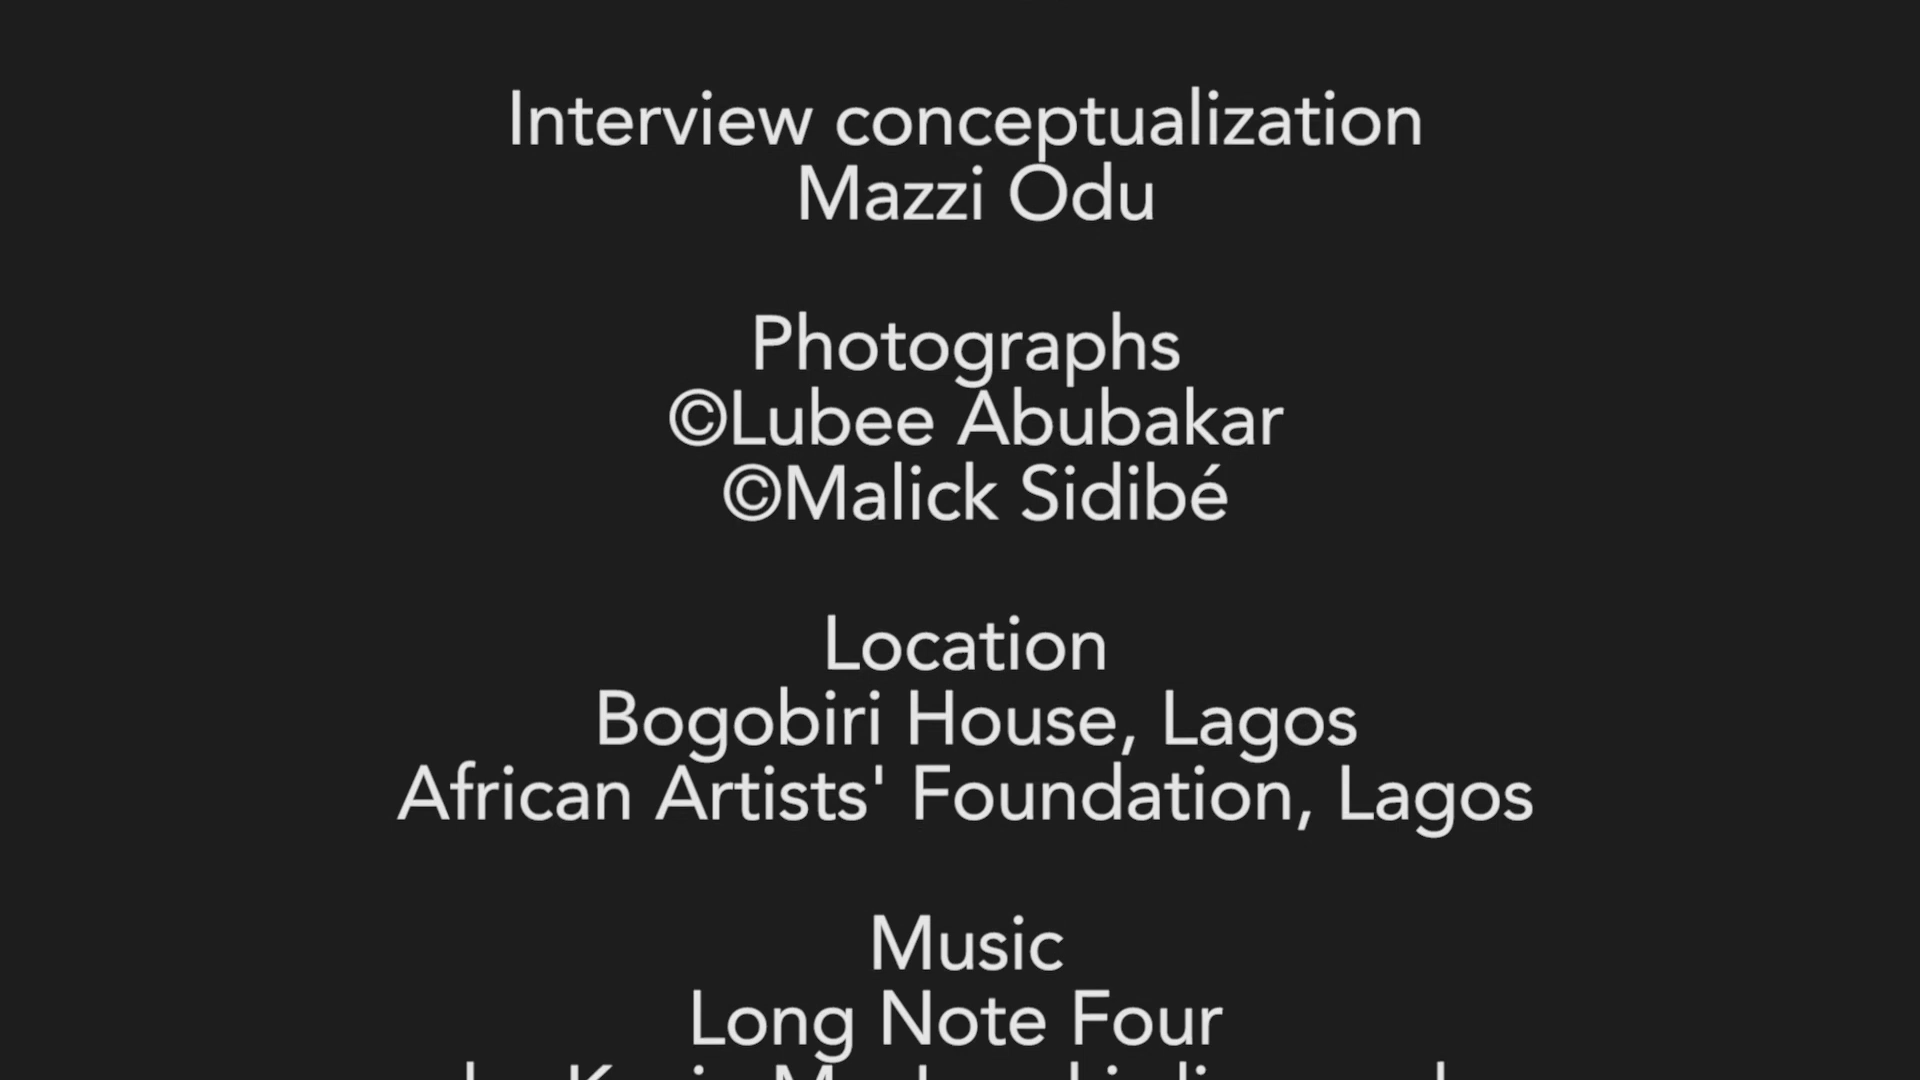 Interview conceptualization
Mazzi Odu
Photographs
©Lubee Abubakar
©Malick Sidibé
Location
Bogobiri House, Lagos
African Artists' Foundation, Lagos
Music
Long Note Four